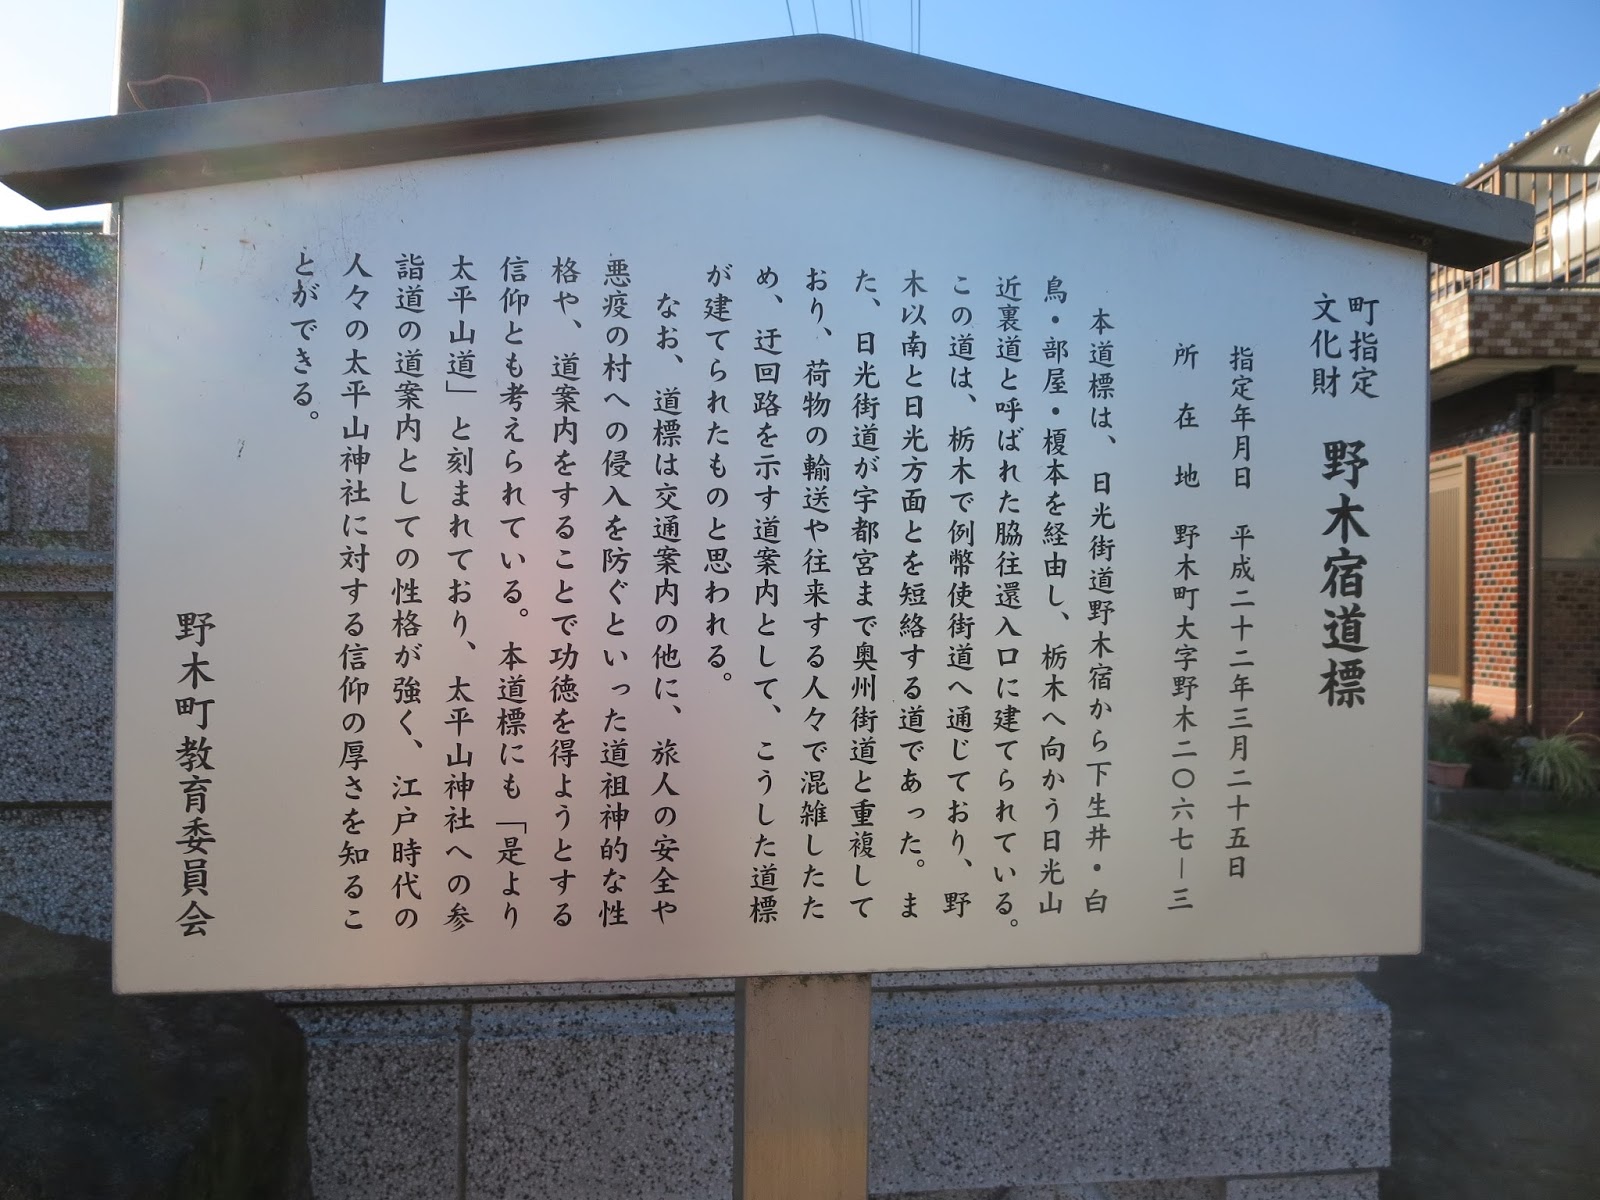 町指定
文化財
野木宿道標
指定年月日 平成二十二年三月二十五日
所在地 野木町大字野木二〇六七－三
本道標は、日光街道野木宿から下生井・白
鳥・部屋・榎本を経由し、栃木へ向かう日光山
近裏道と呼ばれた脇往還入口に建てられている。
この道は、栃木で例幣使街道へ通じており、野
木以南と日光方面とを短絡する道であった。ま
た、日光街道が宇都宮まで奥州街道と重複して
おり、荷物の輸送や往来する人々で混雑したた
め、迂回路を示す道案内として、こうした道標
が建てられたものと思われる。
なお、道標は交通案内の他に、旅人の安全や
悪疫の村への侵入を防ぐといった道祖神的な性
格や、道案内をすることで功徳を得ようとする
信仰とも考えられている。本道標にも「是より
太平山道」と刻まれており、太平山神社への参
詣道の道案内としての性格が強く、江戸時代の
人々の太平山神社に対する信仰の厚さを知るこ
とができる。
野木町教育委員会